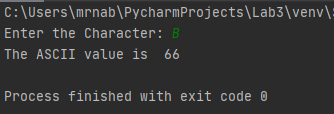 C:\Users\mrnab\PycharmProjects\Lab3\venv\
Enter the Character: B
The ASCII value is  66
Process finished with exit code 0